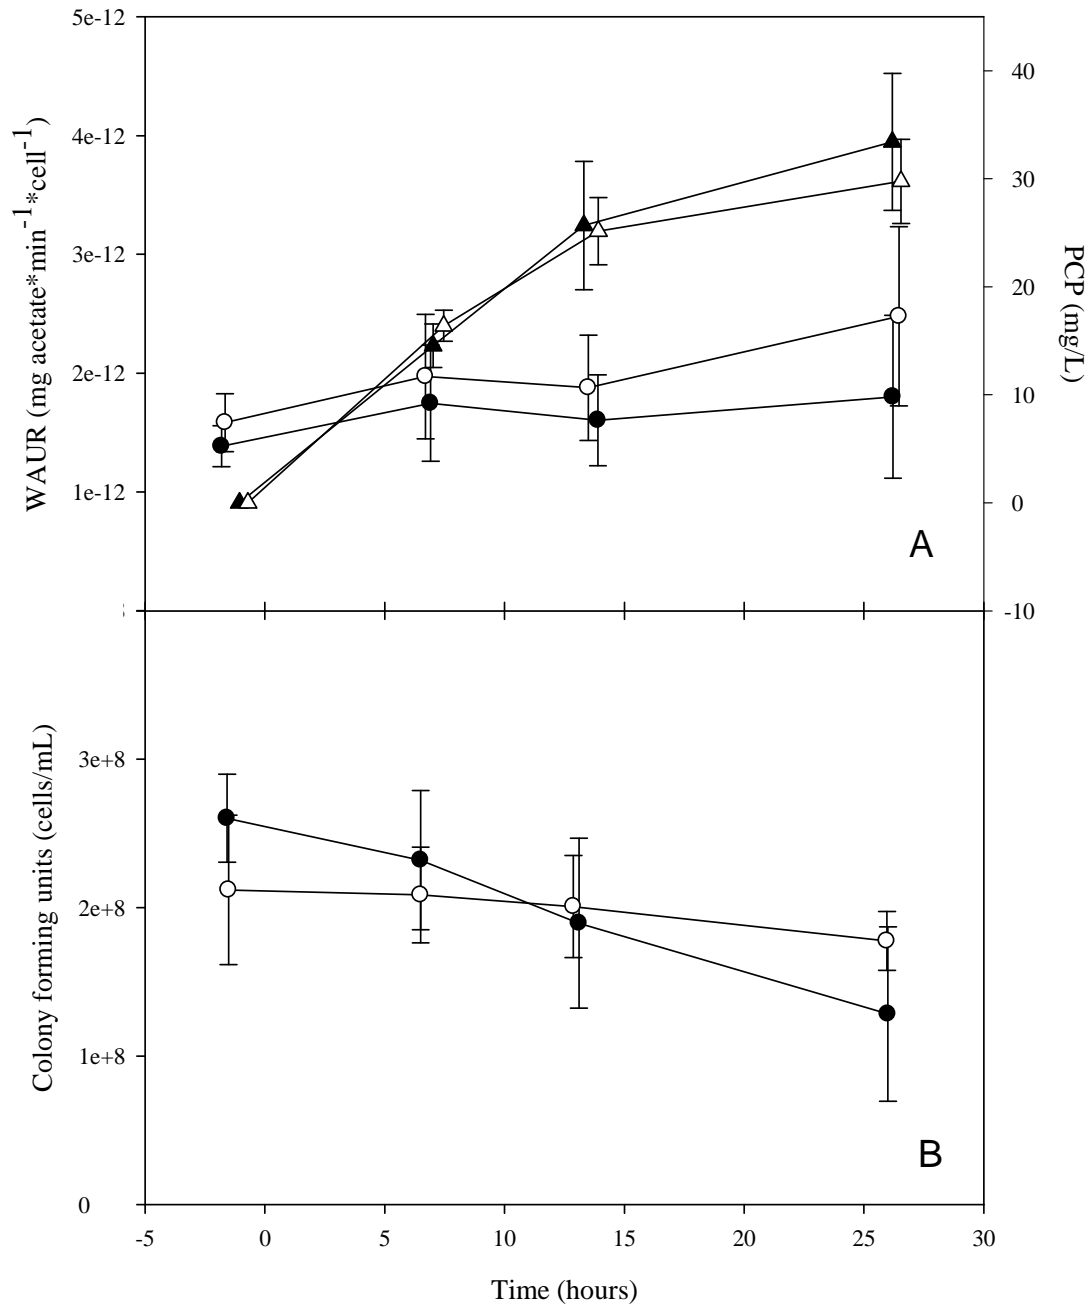 5e-12
4e-12
3e-12
2e-12
1e-12
WAUR (mg acetate*min-1*cell-1)
40
30
20
10
0
-10
PCP (mg/L)
A
3e+8
2e+8
1e+8
0
Colony forming units (cells/mL)
B
-5 0 5 10 15 20 25 30
Time (hours)